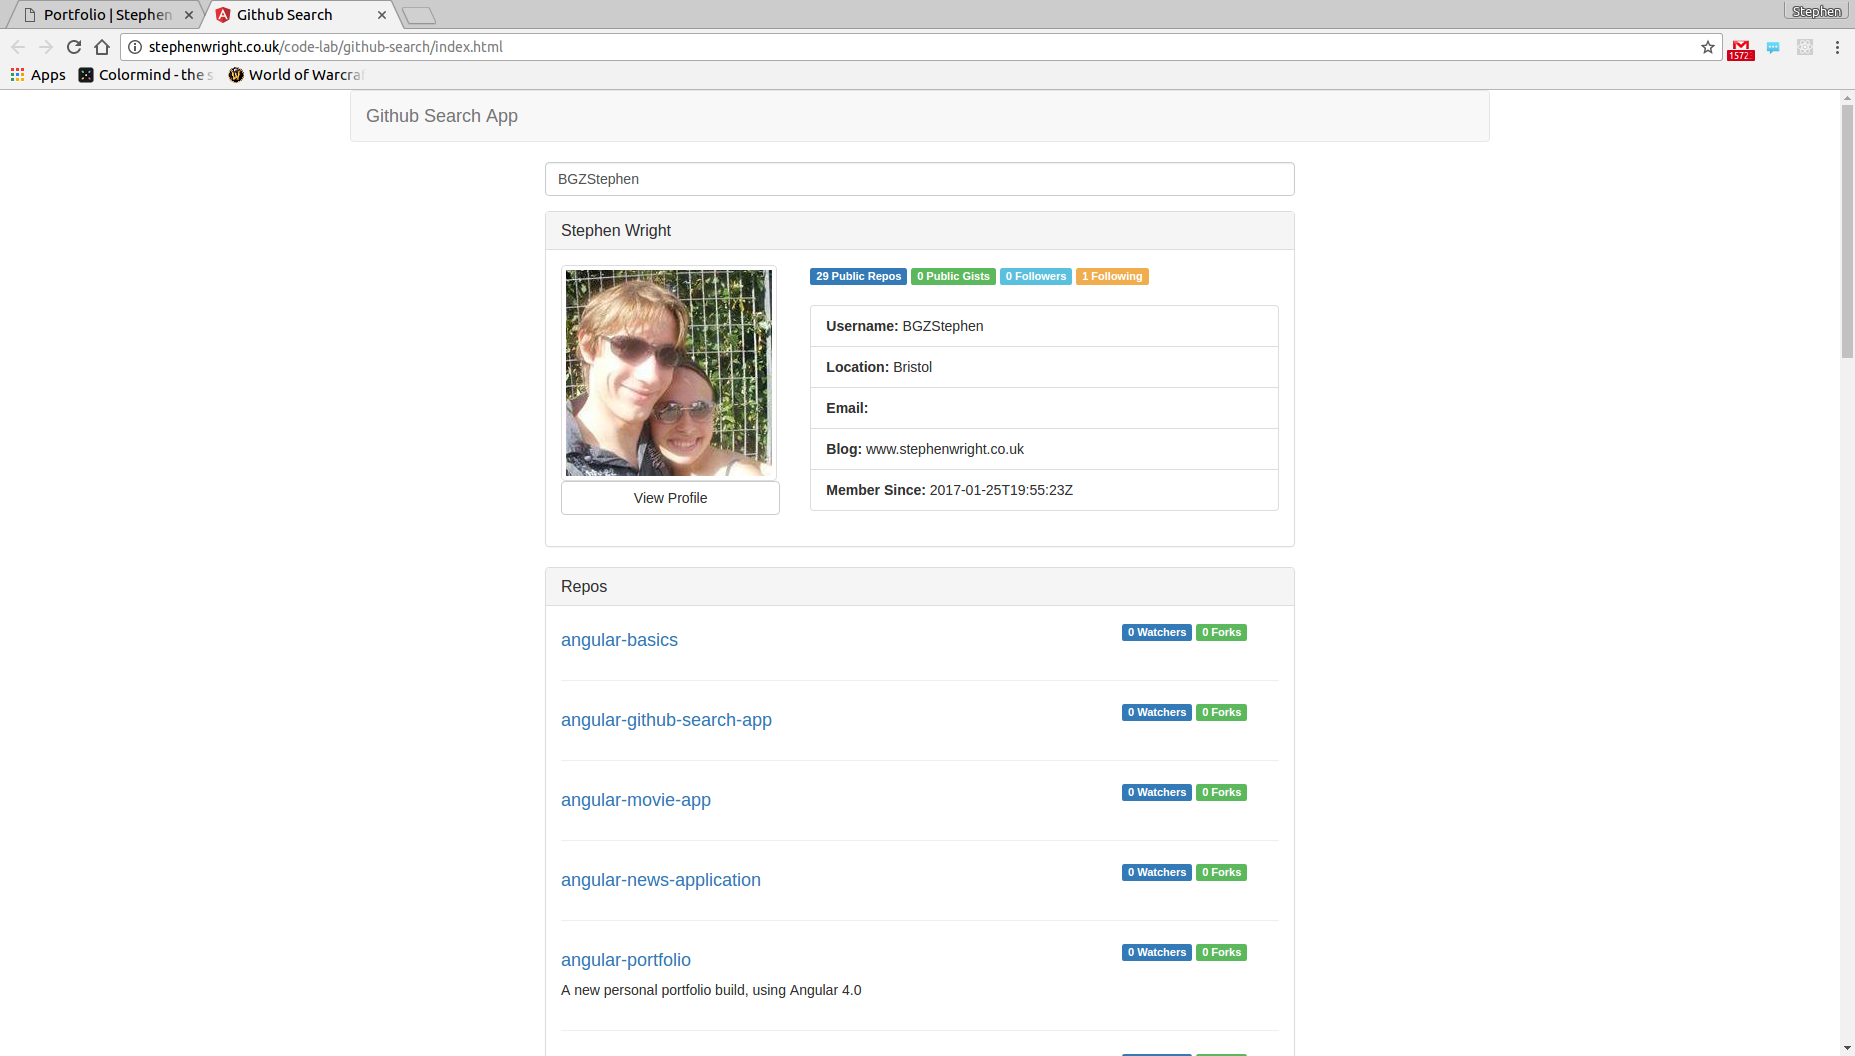 Portfolio | Stephen
Github Search
Stephen
stephenwright.co.uk/code-lab/github-search/index.html
1572
Apps
Colormind - the s
World of Warcraf
Github Search App
BGZStephen
Stephen Wright
29 Public Repos 0 Public Gists 0 Followers 1 Following
Username: BGZStephen
Location: Bristol
Email:
Blog: www.stephenwright.co.uk
Member Since: 2017-01-25T19:55:23Z
View Profile
Repos
angular-basics
0 Watchers 0 Forks
angular-github-search-app
0 Watchers 0 Forks
angular-movie-app
0 Watchers 0 Forks
angular-news-application
0 Watchers 0 Forks
angular-portfolio
0 Watchers 0 Forks
A new personal portfolio build, using Angular 4.0